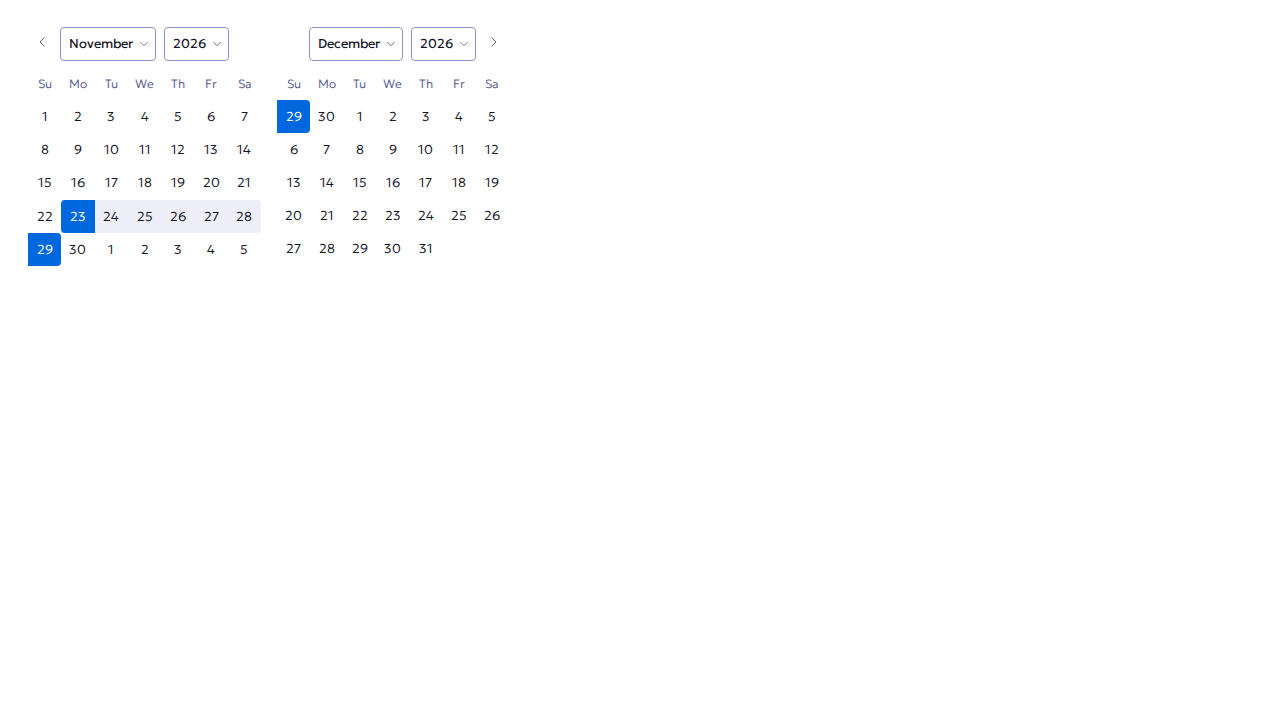 November 2026
Su Mo Tu We Th Fr Sa
1 2 3 4 5 6 7
8 9 10 11 12 13 14
15 16 17 18 19 20 21
22 23 24 25 26 27 28
29 30 1 2 3 4 5
December 2026
Su Mo Tu We Th Fr Sa
29 30 1 2 3 4 5
6 7 8 9 10 11 12
13 14 15 16 17 18 19
20 21 22 23 24 25 26
27 28 29 30 31